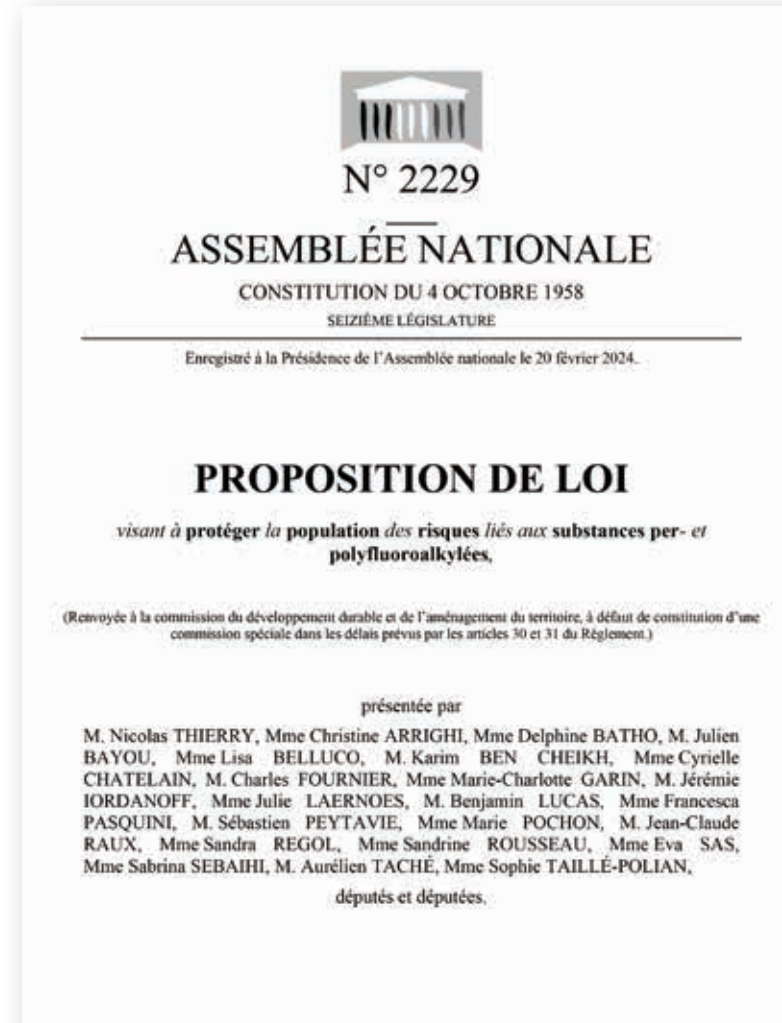 N° 2229
ASSEMBLÉE NATIONALE
CONSTITUTION DU 4 OCTOBRE 1958
SEIZIÈME LÉGISLATURE
Enregistré à la Présidence de l'Assemblée nationale le 20 février 2024.
PROPOSITION DE LOI
visant à protéger la population des risques liés aux substances per- et
polyfluoroalkylées,
(Renvoyée à la commission du développement durable et de l'aménagement du territoire, à défaut de constitution d'une
commission spéciale dans les délais prévus par les articles 30 et 31 du Règlement.)
présentée par
M. Nicolas THIERRY, Mme Christine ARRIGHI, Mme Delphine BATHO, M. Julien
BAYOU, Mme Lisa BELLUCO, M. Karim BEN CHEIKH, Mme Cyrielle
CHATELAIN, M. Charles FOURNIER, Mme Marie-Charlotte GARIN, M. Jérémie
IORDANOFF, Mme Julie LAERNOES, M. Benjamin LUCAS, Mme Francesca
PASQUINI, M. Sébastien PEYTAVIE, Mme Marie POCHON, M. Jean-Claude
RAUX, Mme Sandra REGOL, Mme Sandrine ROUSSEAU, Mme Eva SAS,
Mme Sabrina SEBAIHI, M. Aurélien TACHÉ, Mme Sophie TAILLÉ-POLIAN,
députés et députées.